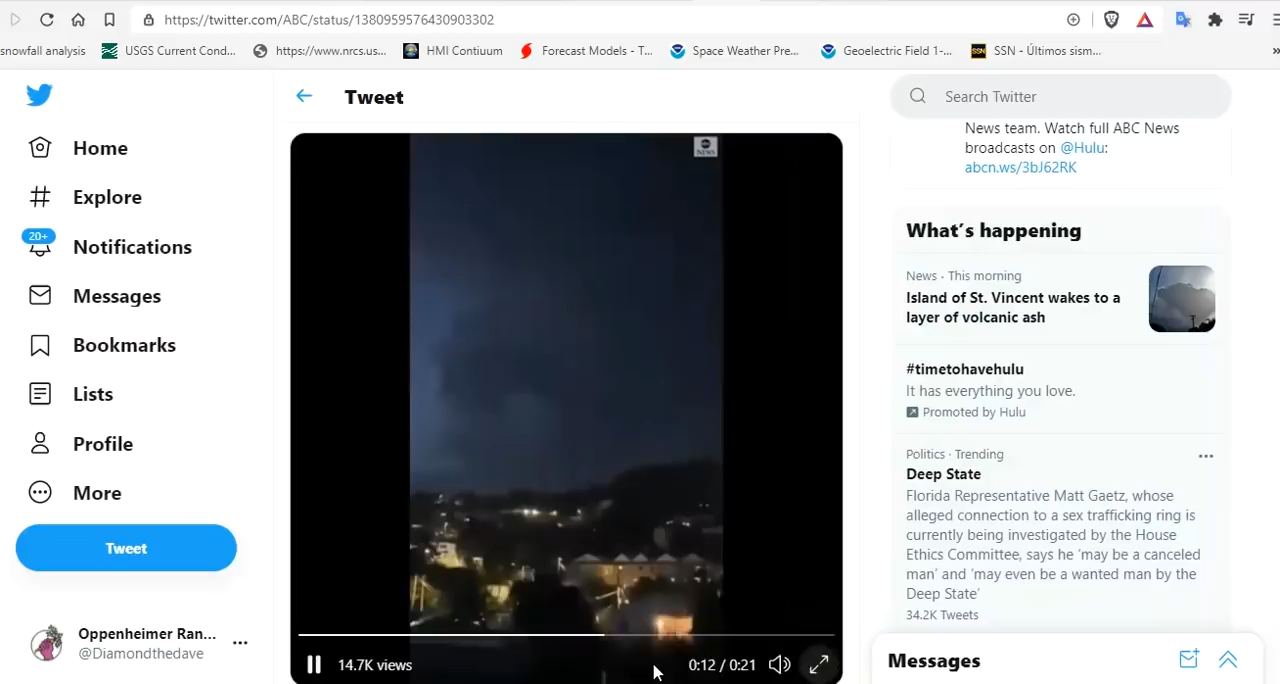 https://twitter.com/ABC/status/1380959576430903302
snowfall analysis
USGS Current Cond...
https://www.nrcs.us...
HMI Contiuum
Forecast Models - T...
Space Weather Pre...
Geoelectric Field 1-...
SSN
SSN - Últimos sism...
»
Home
Explore
20+
Notifications
Messages
Bookmarks
Lists
Profile
More
Tweet
Oppenheimer Ran...
@Diamondthedave
Tweet
NEWS
14.7K views
0:12 / 0:21
Search Twitter
News team. Watch full ABC News
broadcasts on @Hulu:
abcn.ws/3bJ62RK
What's happening
News · This morning
Island of St. Vincent wakes to a
layer of volcanic ash
#timetohavehulu
It has everything you love.
Promoted by Hulu
Politics · Trending
Deep State
Florida Representative Matt Gaetz, whose
alleged connection to a sex trafficking ring is
currently being investigated by the House
Ethics Committee, says he 'may be a canceled
man' and 'may even be a wanted man by the
Deep State'
34.2K Tweets
Messages